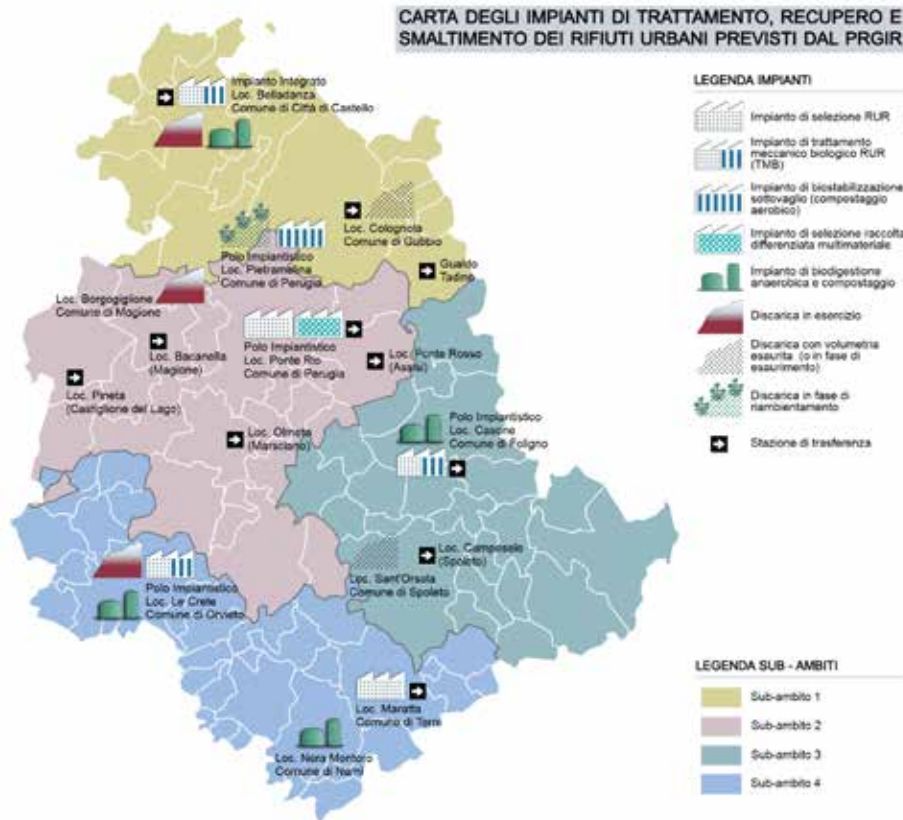 CARTA DEGLI IMPIANTI DI TRATTAMENTO, RECUPERO E
SMALTIMENTO DEI RIFIUTI URBANI PREVISTI DAL PRGIR
Impianto Integrato
Loc. Belladanza
Comune di Città di Castello
Loc. Colognola
Comune di Gubbio
Polo Impiantistico
Loc. Pietramelina
Comune di Perugia
Gualdo
Tadino
Loc. Borgogiglione
Comune di Magione
Loc. Bacanella
(Magione)
Polo Impiantistico
Loc. Ponte Rio
Comune di Perugia
Loc. Ponte Rosso
(Assisi)
Loc. Pineta
(Castiglione del Lago)
Loc. Olmeto
(Marsciano)
Polo Impiantistico
Loc. Casone
Comune di Foligno
Loc. Sant'Orsola
Comune di Spoleto
Loc. Camposalo
(Spoleto)
Polo Impiantistico
Loc. Le Crete
Comune di Orvieto
Loc. Maratta
Comune di Terni
Loc. Nera Montoro
Comune di Narni
LEGENDA IMPIANTI
Impianto di selezione RUR
Impianto di trattamento
meccanico biologico RUR
(TMB)
Impianto di biostabilizzazione
sottovaglio (compostaggio
aerobico)
Impianto di selezione raccolta
differenziata multimateriale
Impianto di biodigestione
anaerobica e compostaggio
Discarica in esercizio
Discarica con volumetria
esaurita (o in fase di
esaurimento)
Discarica in fase di
riambientamento
Stazione di trasferenza
LEGENDA SUB - AMBITI
Sub-ambito 1
Sub-ambito 2
Sub-ambito 3
Sub-ambito 4